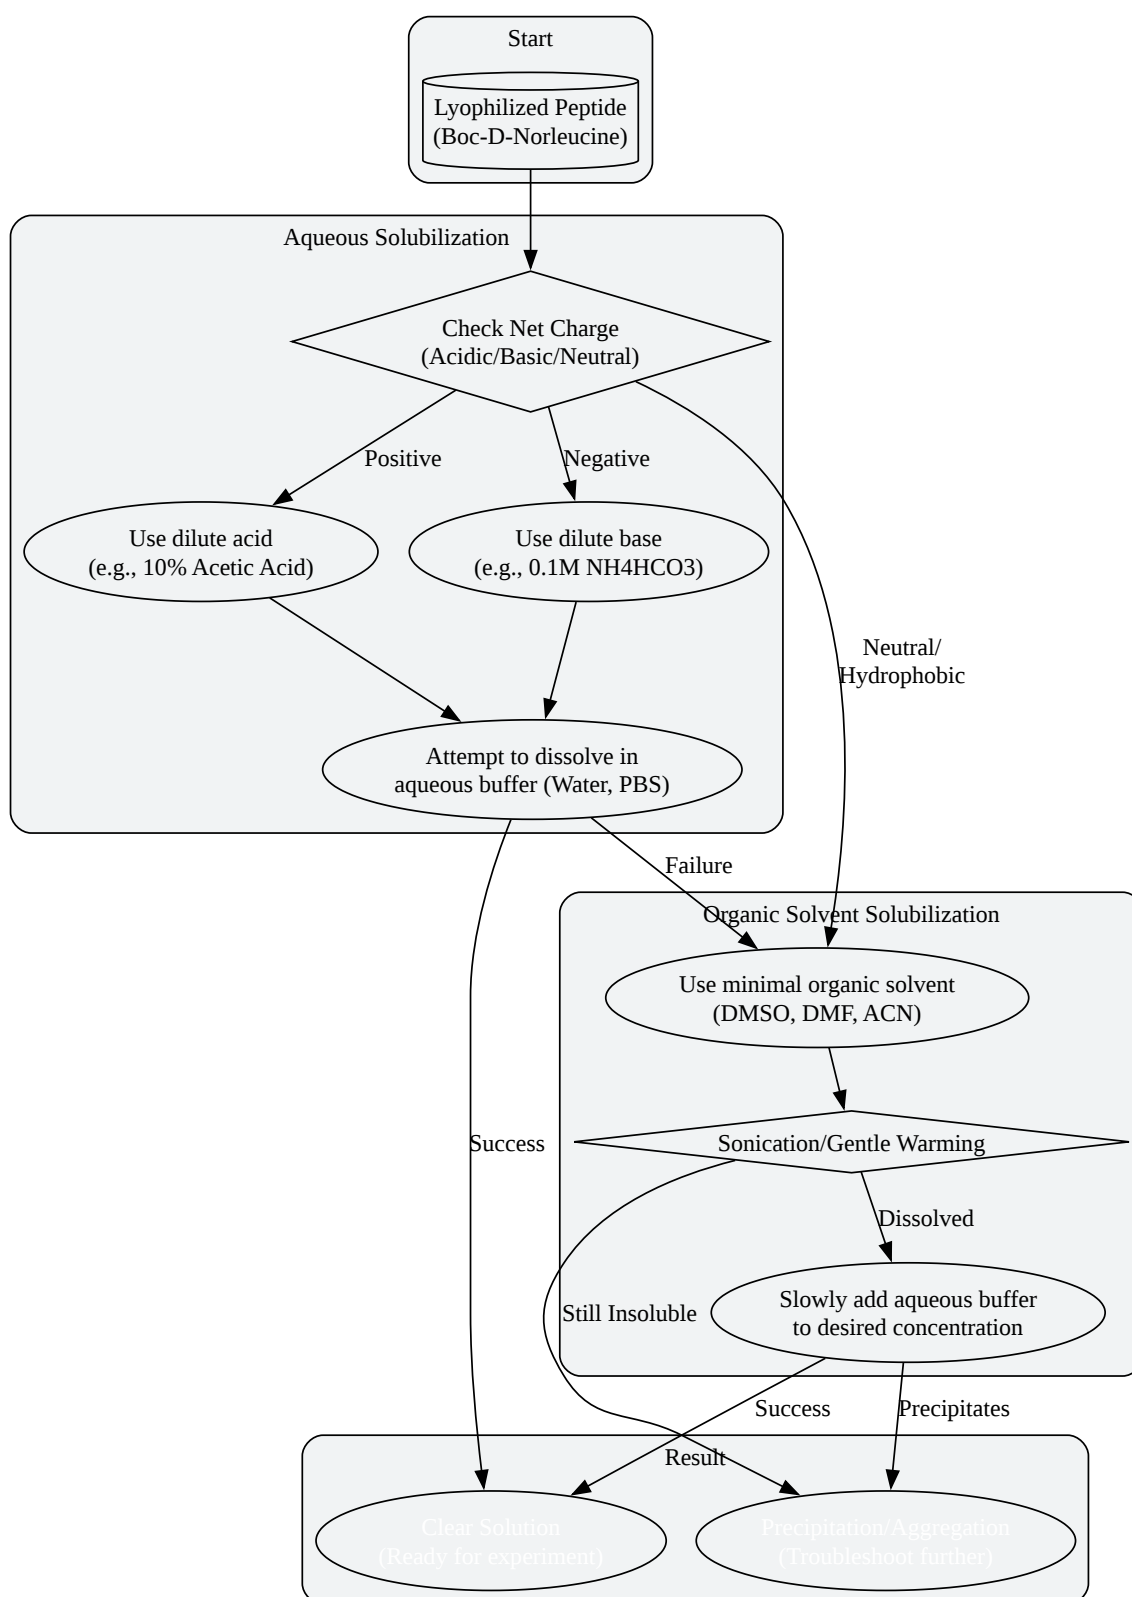 Start
Lyophilized Peptide
(Boc-D-Norleucine)
Aqueous Solubilization
Check Net Charge
(Acidic/Basic/Neutral)
Positive
Negative
Use dilute acid
(e.g., 10% Acetic Acid)
Use dilute base
(e.g., 0.1M NH4HCO3)
Neutral/
Hydrophobic
Attempt to dissolve in
aqueous buffer (Water, PBS)
Failure
Organic Solvent Solubilization
Use minimal organic solvent
(DMSO, DMF, ACN)
Success
Sonication/Gentle Warming
Dissolved
Still Insoluble
Slowly add aqueous buffer
to desired concentration
Success
Precipitates
Result
Clear Solution
(Ready for experiment)
Precipitation/Aggregation
(Troubleshoot further)